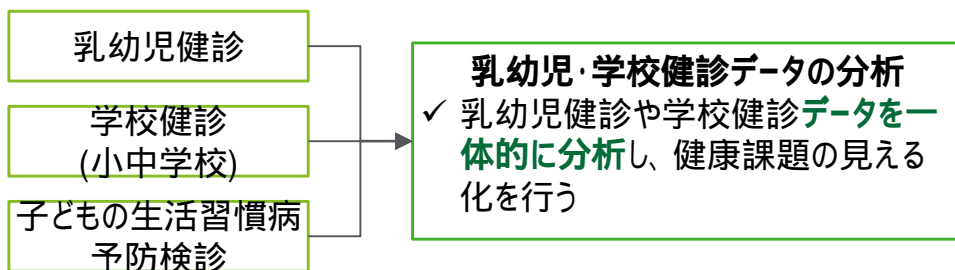 乳幼児健診
学校健診
(小中学校)
子どもの生活習慣病
予防検診
乳幼児・学校健診データの分析
✓ 乳幼児健診や学校健診データを一
体的に分析し、健康課題の見える
化を行う